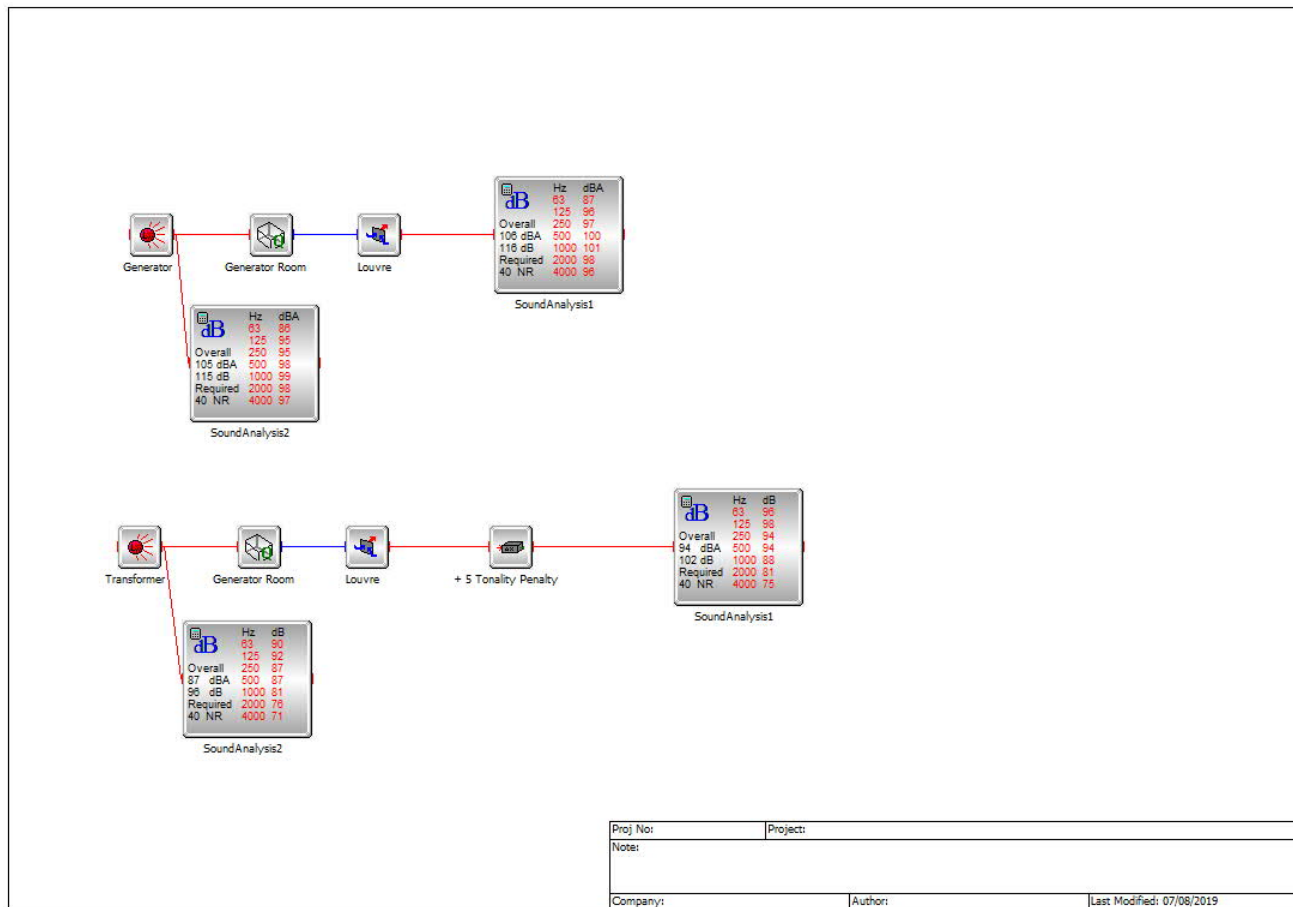 dB
Hz dBA
63 87
125 96
Overall 250 97
106 dBA 500 100
116 dB 1000 101
Required 2000 98
40 NR 4000 96
Generator
Generator Room
Louvre
SoundAnalysis1
dB
Hz dBA
63 86
125 95
Overall 250 95
105 dBA 500 98
115 dB 1000 99
Required 2000 98
40 NR 4000 97
SoundAnalysis2
dB
Hz dB
63 96
125 98
Overall 250 94
94 dBA 500 94
102 dB 1000 88
Required 2000 81
40 NR 4000 75
Transformer
Generator Room
Louvre
+ 5 Tonality Penalty
SoundAnalysis1
dB
Hz dB
63 90
125 92
Overall 250 87
87 dBA 500 87
96 dB 1000 81
Required 2000 76
40 NR 4000 71
SoundAnalysis2
Proj No: Project:
Note:
Company: Author: Last Modified: 07/08/2019